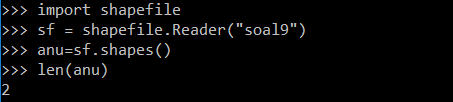 >>> import shapefile
>>> sf = shapefile.Reader("soal9")
>>> anu=sf.shapes()
>>> len(anu)
2